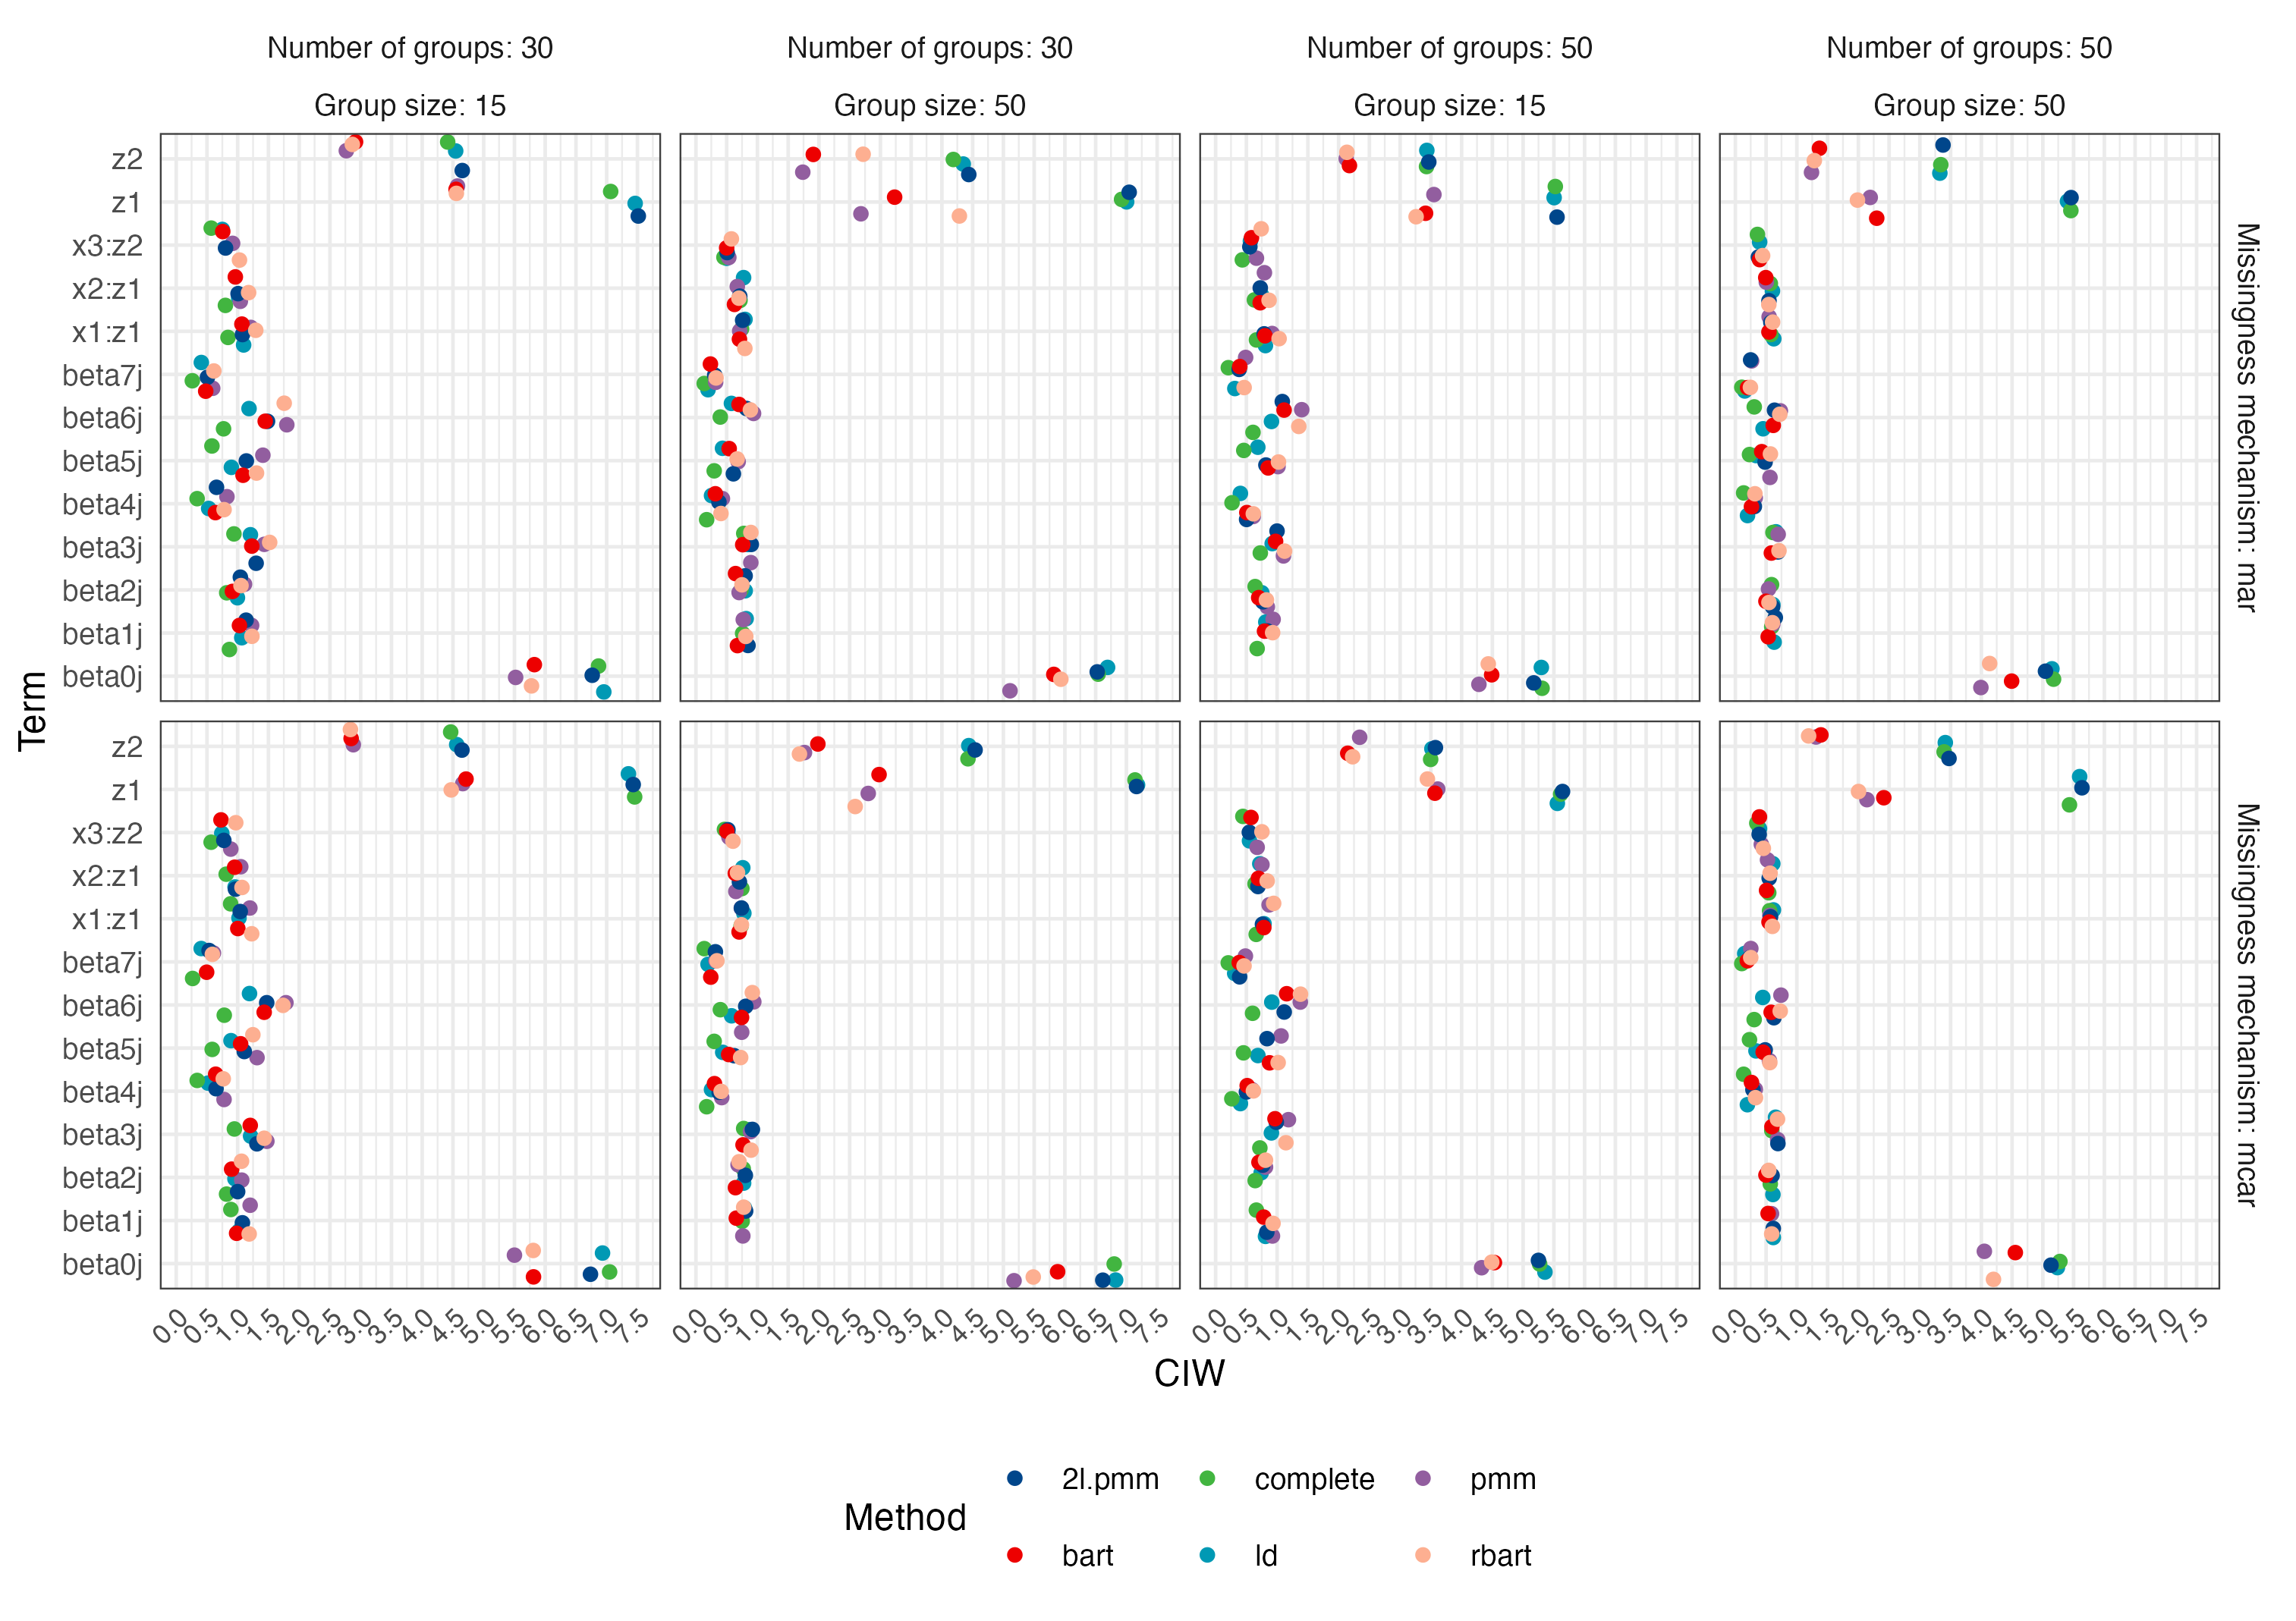 Number of groups: 30
Number of groups: 30
Number of groups: 50
Number of groups: 50
Group size: 15
Group size: 50
Group size: 15
Group size: 50
Term
z2
z1
x3:z2
x2:z1
x1:z1
beta7j
beta6j
beta5j
beta4j
beta3j
beta2j
beta1j
beta0j
Missingness mechanism: mar
z2
z1
x3:z2
x2:z1
x1:z1
beta7j
beta6j
beta5j
beta4j
beta3j
beta2j
beta1j
beta0j
Missingness mechanism: mcar
0.0 0.5 1.0 1.5 2.0 2.5 3.0 3.5 4.0 4.5 5.0 5.5 6.0 6.5 7.0 7.5
0.0 0.5 1.0 1.5 2.0 2.5 3.0 3.5 4.0 4.5 5.0 5.5 6.0 6.5 7.0 7.5
0.0 0.5 1.0 1.5 2.0 2.5 3.0 3.5 4.0 4.5 5.0 5.5 6.0 6.5 7.0 7.5
0.0 0.5 1.0 1.5 2.0 2.5 3.0 3.5 4.0 4.5 5.0 5.5 6.0 6.5 7.0 7.5
CIW
Method
2l.pmm
complete
pmm
bart
ld
rbart